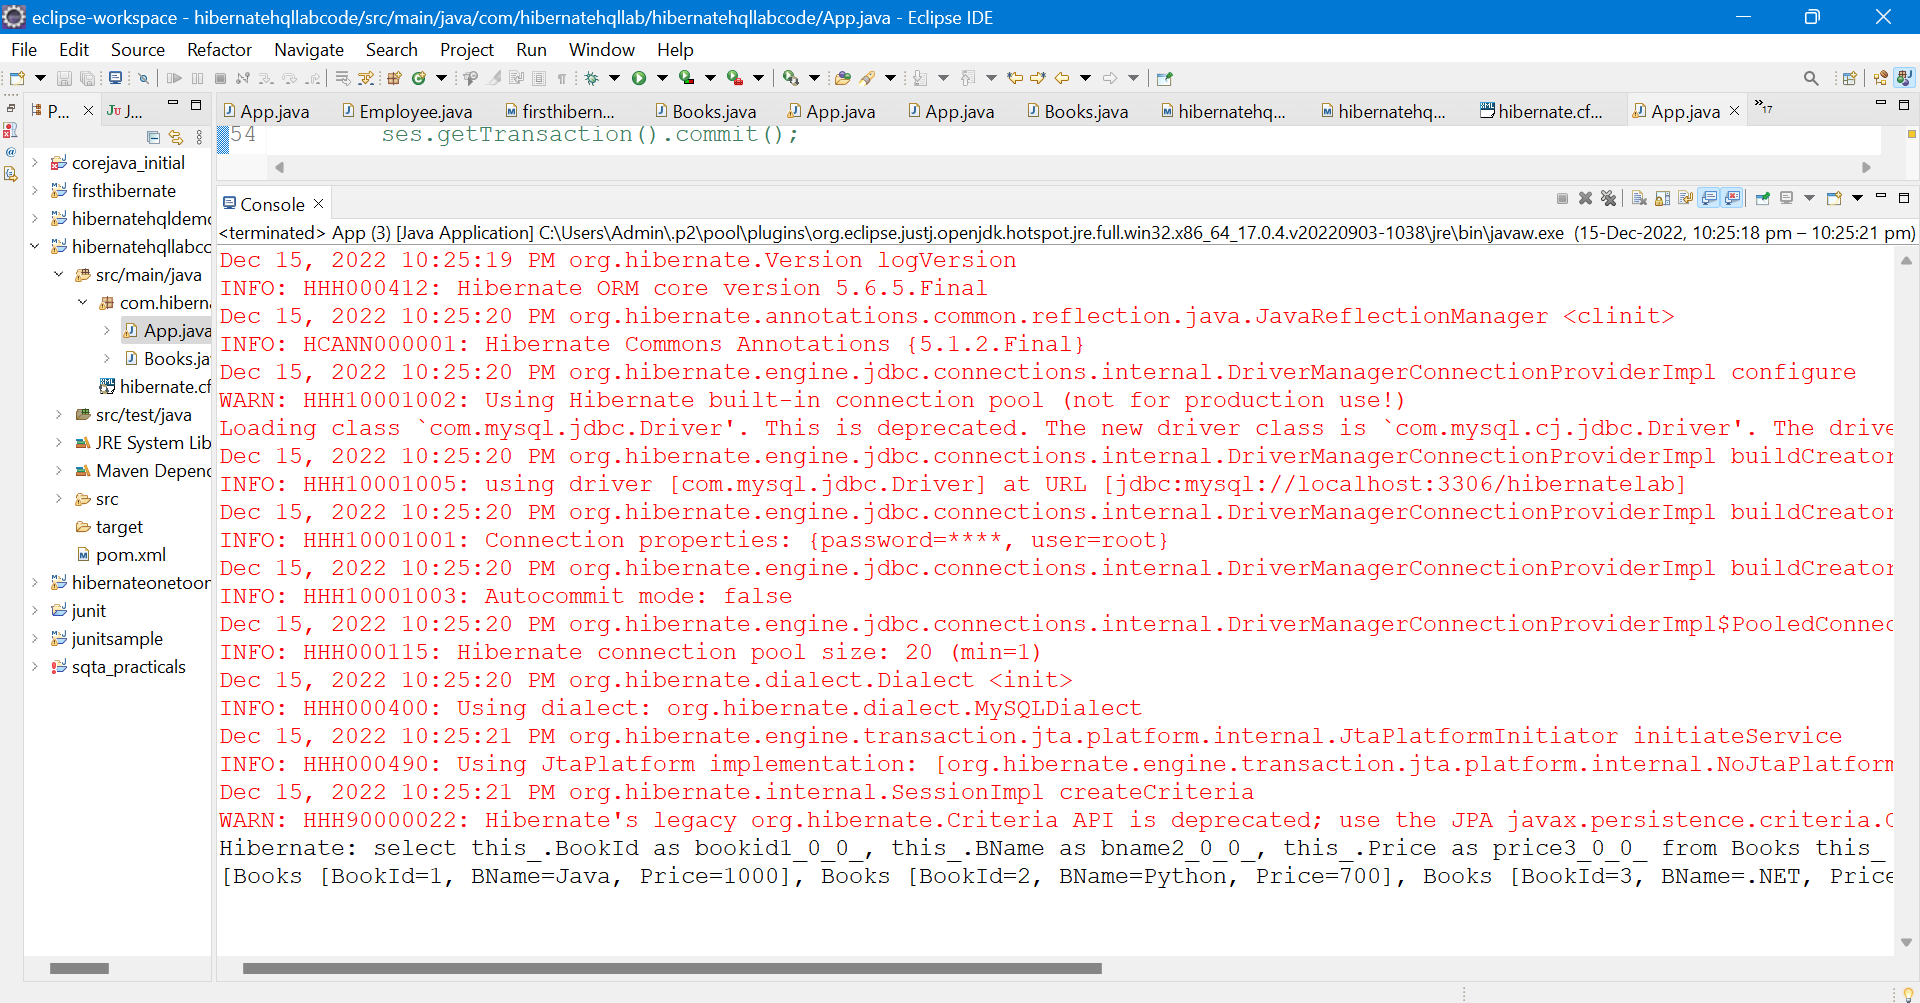 eclipse-workspace - hibernatehqllabcode/src/main/java/com/hibernatehqllab/hibernatehqllabcode/App.java - Eclipse IDE
File Edit Source Refactor Navigate Search Project Run Window Help
P... JU J...
App.java Employee.java firsthibern... Books.java App.java App.java Books.java hibernatehq... hibernatehq... hibernate.cf... App.java »17
54 ses.getTransaction().commit();
corejava_initial
firsthibernate
hibernatehqldemo
hibernatehqllabco
src/main/java
com.hiberna
App.java
Books.ja
hibernate.cf
src/test/java
JRE System Lib
Maven Depend
src
target
pom.xml
hibernateonetoon
junit
junitsample
sqta_practicals
Console
<terminated> App (3) [Java Application] C:\Users\Admin\.p2\pool\plugins\org.eclipse.justj.openjdk.hotspot.jre.full.win32.x86_64_17.0.4.v20220903-1038\jre\bin\javaw.exe (15-Dec-2022, 10:25:18 pm – 10:25:21 pm)
Dec 15, 2022 10:25:19 PM org.hibernate.Version logVersion
INFO: HHH000412: Hibernate ORM core version 5.6.5.Final
Dec 15, 2022 10:25:20 PM org.hibernate.annotations.common.reflection.java.JavaReflectionManager <clinit>
INFO: HCANN000001: Hibernate Commons Annotations {5.1.2.Final}
Dec 15, 2022 10:25:20 PM org.hibernate.engine.jdbc.connections.internal.DriverManagerConnectionProviderImpl configure
WARN: HHH10001002: Using Hibernate built-in connection pool (not for production use!)
Loading class `com.mysql.jdbc.Driver'. This is deprecated. The new driver class is `com.mysql.cj.jdbc.Driver'. The drive
Dec 15, 2022 10:25:20 PM org.hibernate.engine.jdbc.connections.internal.DriverManagerConnectionProviderImpl buildCreator
INFO: HHH10001005: using driver [com.mysql.jdbc.Driver] at URL [jdbc:mysql://localhost:3306/hibernatelab]
Dec 15, 2022 10:25:20 PM org.hibernate.engine.jdbc.connections.internal.DriverManagerConnectionProviderImpl buildCreator
INFO: HHH10001001: Connection properties: {password=****, user=root}
Dec 15, 2022 10:25:20 PM org.hibernate.engine.jdbc.connections.internal.DriverManagerConnectionProviderImpl buildCreator
INFO: HHH10001003: Autocommit mode: false
Dec 15, 2022 10:25:20 PM org.hibernate.engine.jdbc.connections.internal.DriverManagerConnectionProviderImpl$PooledConnec
INFO: HHH000115: Hibernate connection pool size: 20 (min=1)
Dec 15, 2022 10:25:20 PM org.hibernate.dialect.Dialect <init>
INFO: HHH000400: Using dialect: org.hibernate.dialect.MySQLDialect
Dec 15, 2022 10:25:21 PM org.hibernate.engine.transaction.jta.platform.internal.JtaPlatformInitiator initiateService
INFO: HHH000490: Using JtaPlatform implementation: [org.hibernate.engine.transaction.jta.platform.internal.NoJtaPlatform
Dec 15, 2022 10:25:21 PM org.hibernate.internal.SessionImpl createCriteria
WARN: HHH90000022: Hibernate's legacy org.hibernate.Criteria API is deprecated; use the JPA javax.persistence.criteria.C
Hibernate: select this_.BookId as bookid1_0_0_, this_.BName as bname2_0_0_, this_.Price as price3_0_0_ from Books this_
[Books [BookId=1, BName=Java, Price=1000], Books [BookId=2, BName=Python, Price=700], Books [BookId=3, BName=.NET, Price